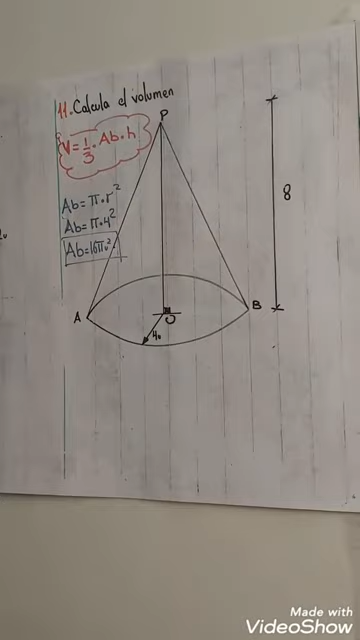 11. Calcula el volumen
V = 1/3 · Ab · h
P
Ab = π · r²
Ab = π · 4²
Ab = 16π u²
8
A
O
B
4u
Made with
VideoShow